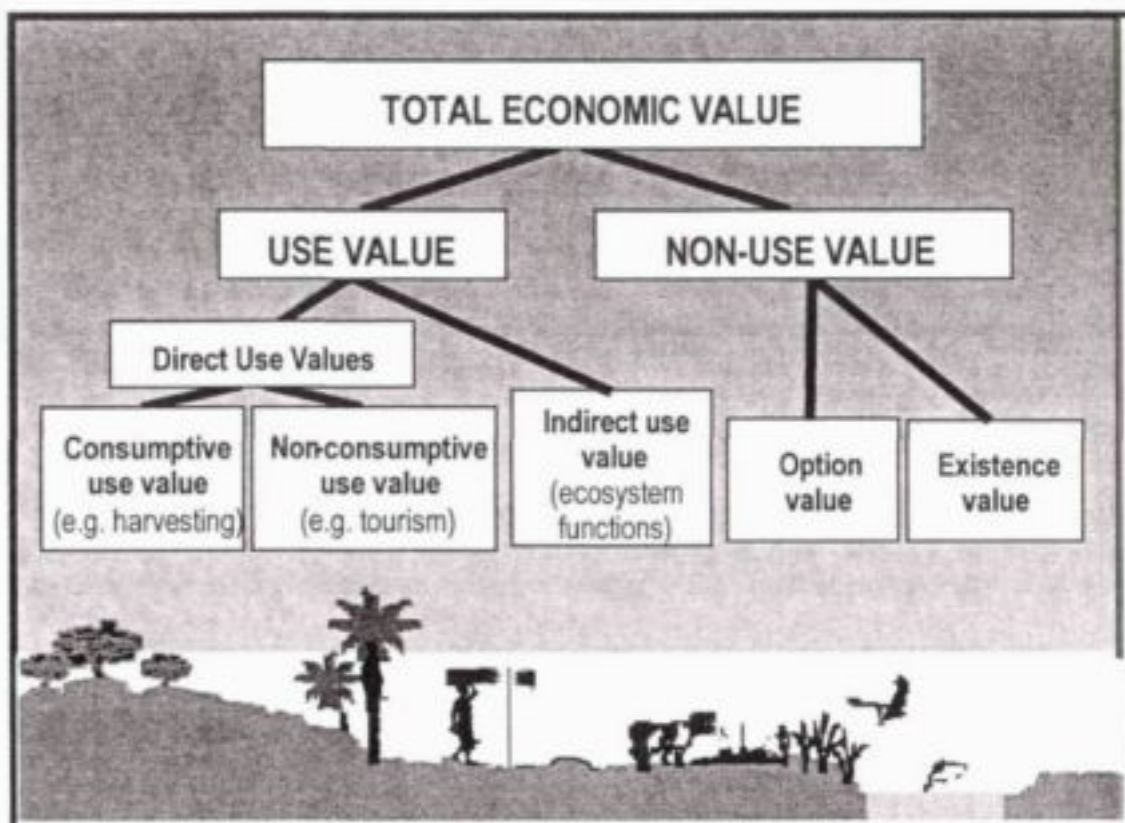 TOTAL ECONOMIC VALUE
USE VALUE
NON-USE VALUE
Direct Use Values
Consumptive
use value
(e.g. harvesting)
Non-consumptive
use value
(e.g. tourism)
Indirect use
value
(ecosystem
functions)
Option
value
Existence
value